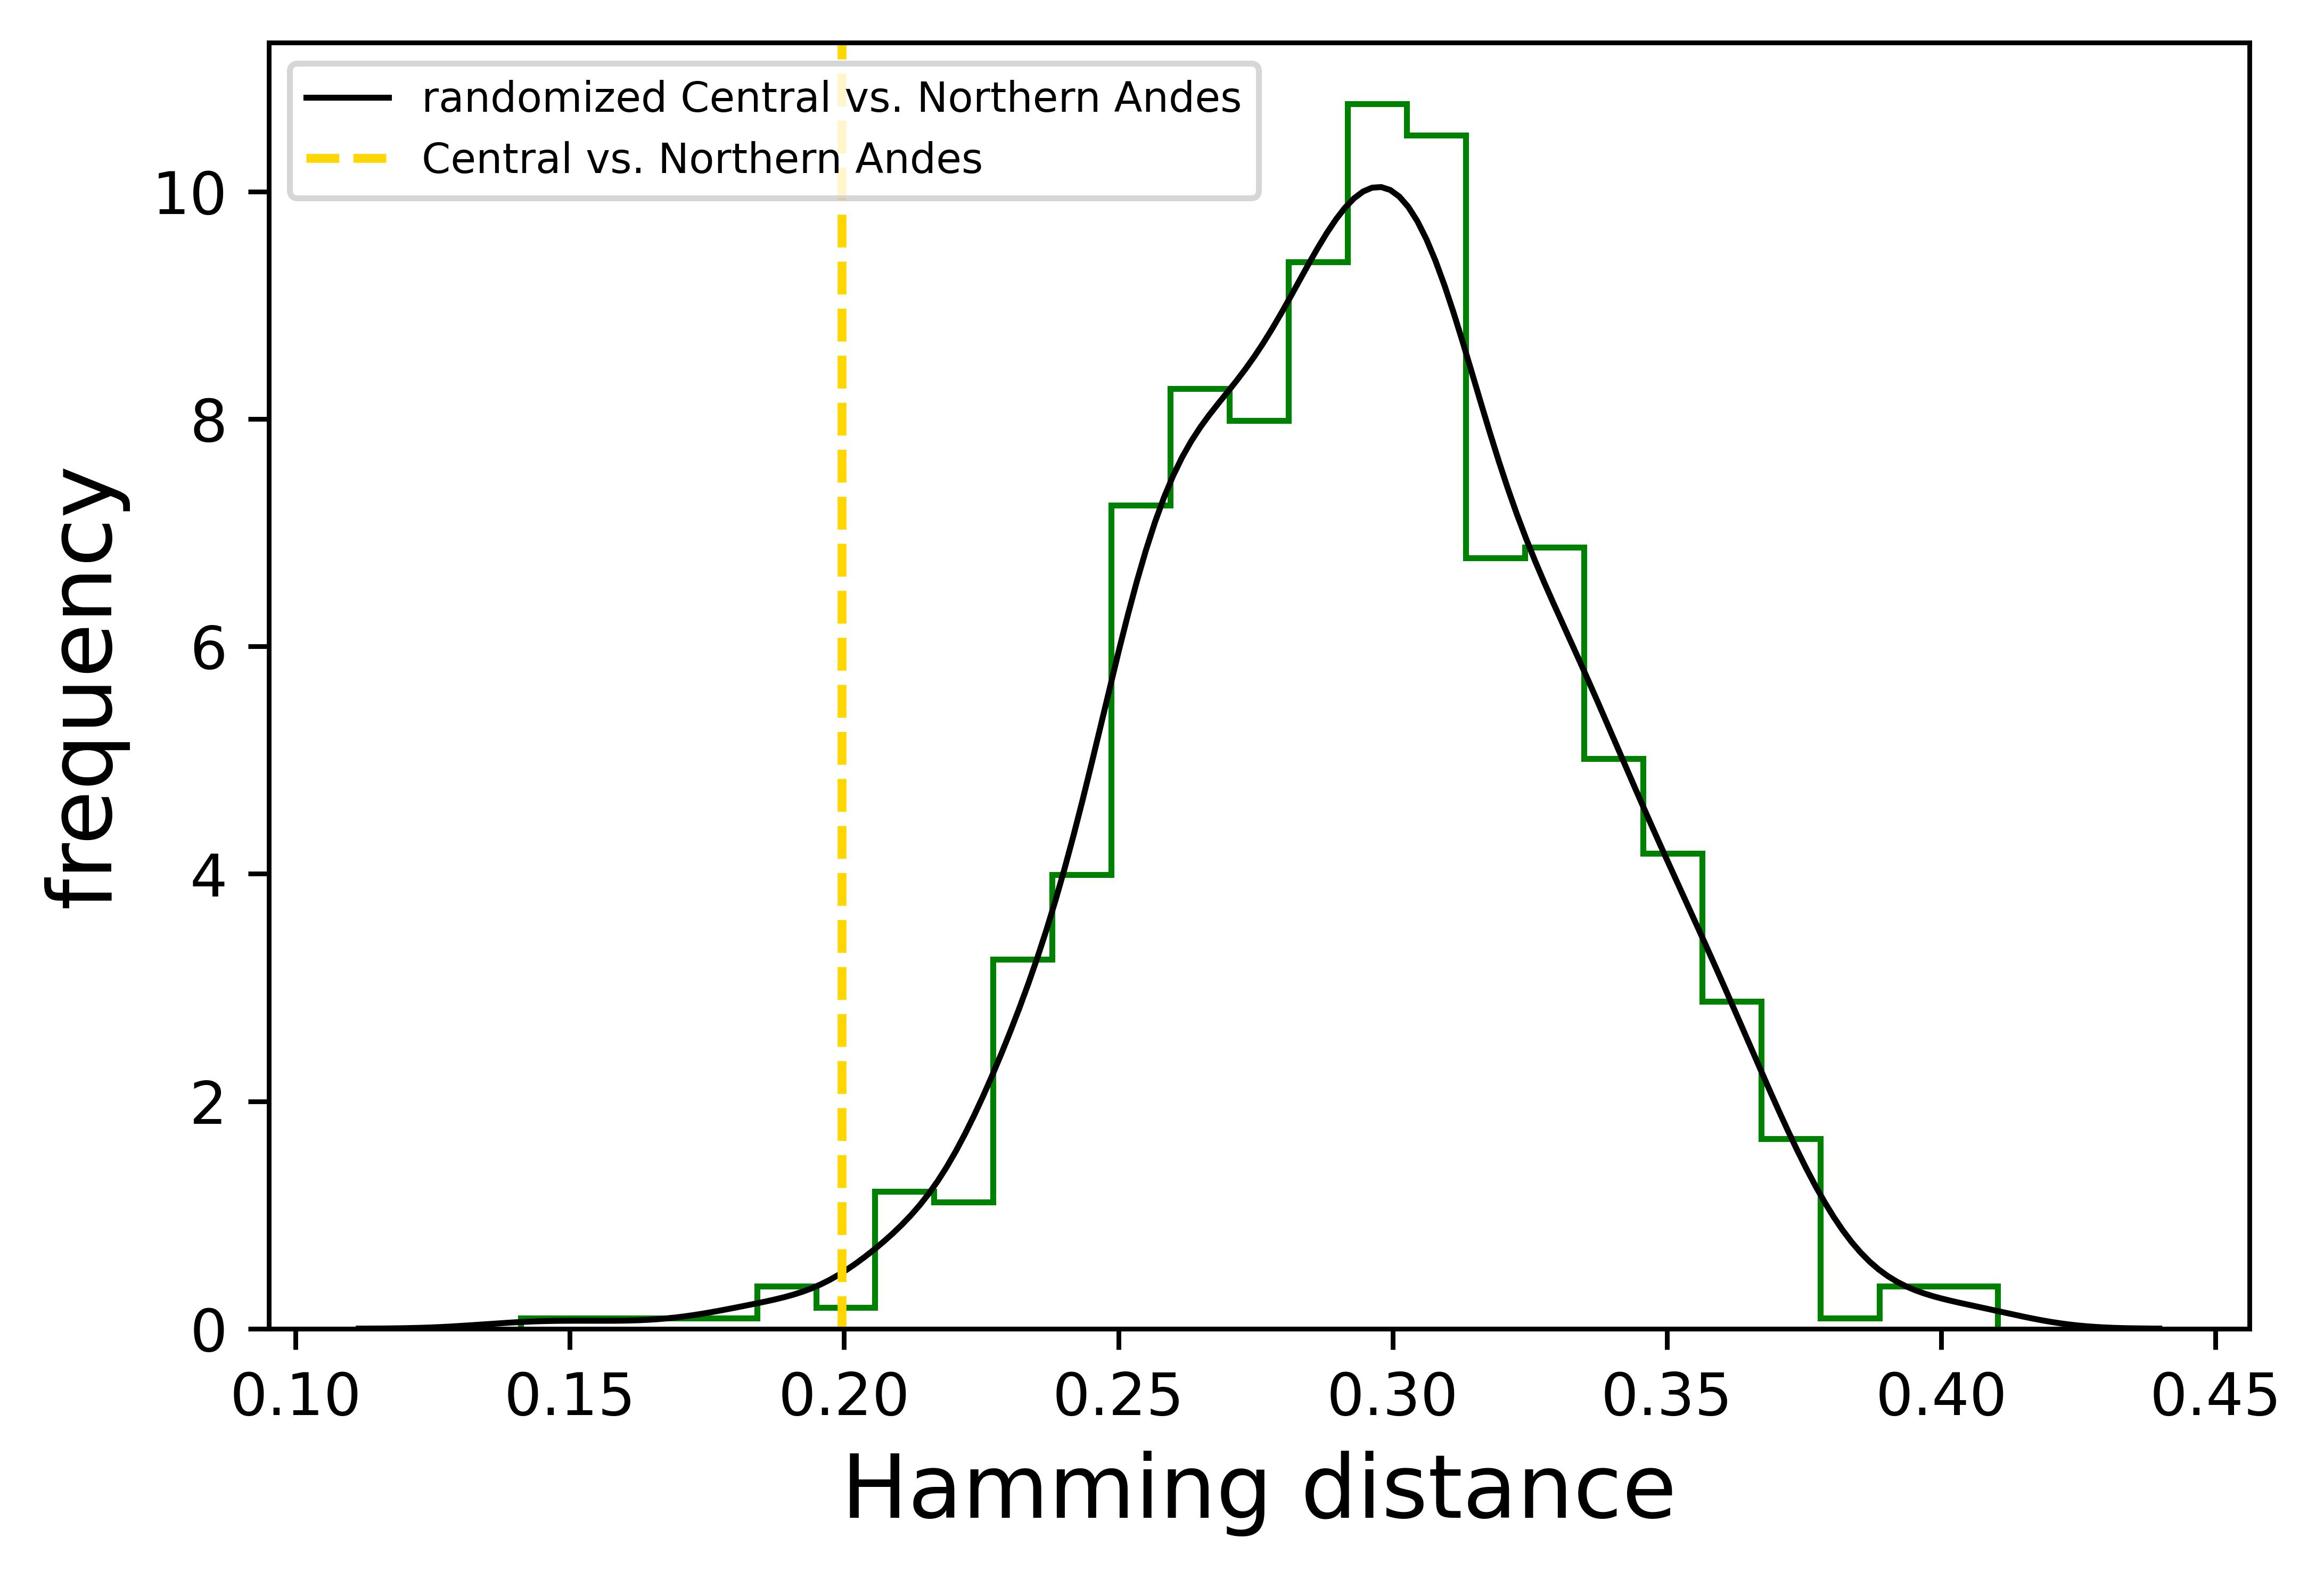 randomized Central vs. Northern Andes
Central vs. Northern Andes
10
8
6
4
2
0
frequency
0.10 0.15 0.20 0.25 0.30 0.35 0.40 0.45
Hamming distance